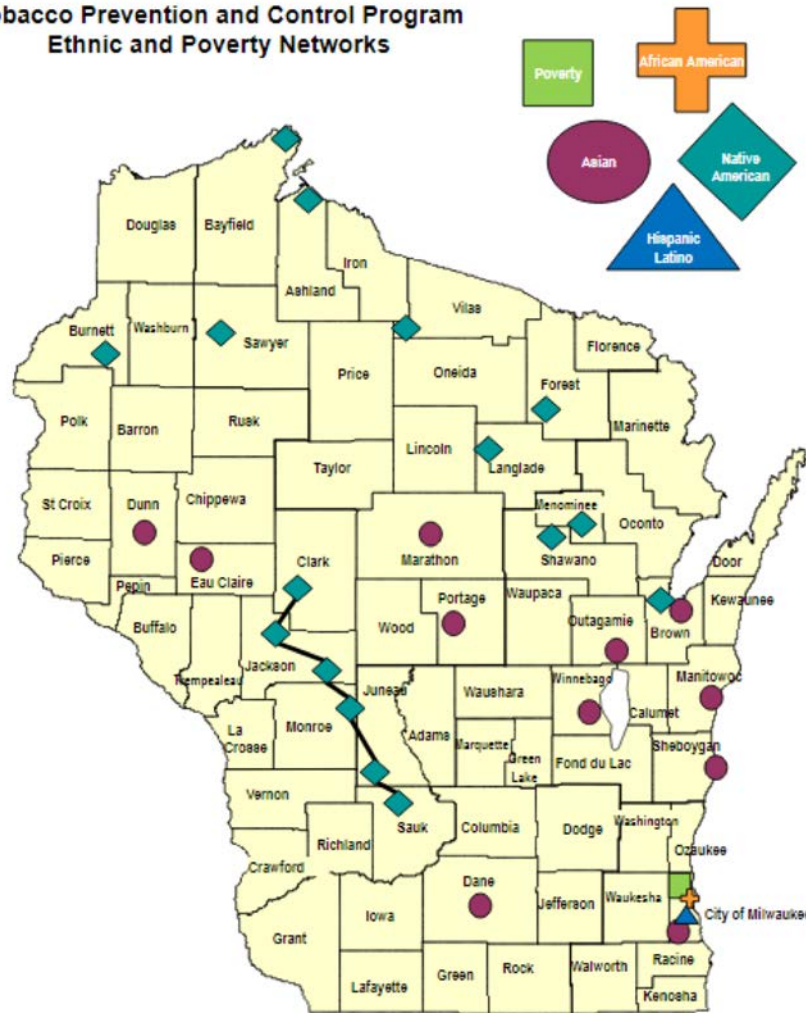 obacco Prevention and Control Program
Ethnic and Poverty Networks
Poverty
African American
Asian
Native
American
Hispanic
Latino
Douglas
Bayfield
Iron
Ashland
Vilas
Burnett
Washburn
Sawyer
Florence
Price
Oneida
Forest
Polk
Barron
Rusk
Marinette
Lincoln
Langlade
Taylor
St Croix
Dunn
Chippewa
Menominee
Oconto
Pierce
Eau Claire
Clark
Marathon
Shawano
Door
Pepin
Buffalo
Trempealeau
Jackson
Wood
Portage
Waupaca
Outagamie
Brown
Kewaunee
La
Crosse
Monroe
Juneau
Adams
Waushara
Winnebago
Calumet
Manitowoc
Marquette
Green
Lake
Fond du Lac
Sheboygan
Vernon
Richland
Sauk
Columbia
Dodge
Washington
Ozaukee
Crawford
Dane
Jefferson
Waukesha
City of Milwaukee
Grant
Iowa
Lafayette
Green
Rock
Walworth
Racine
Kenosha